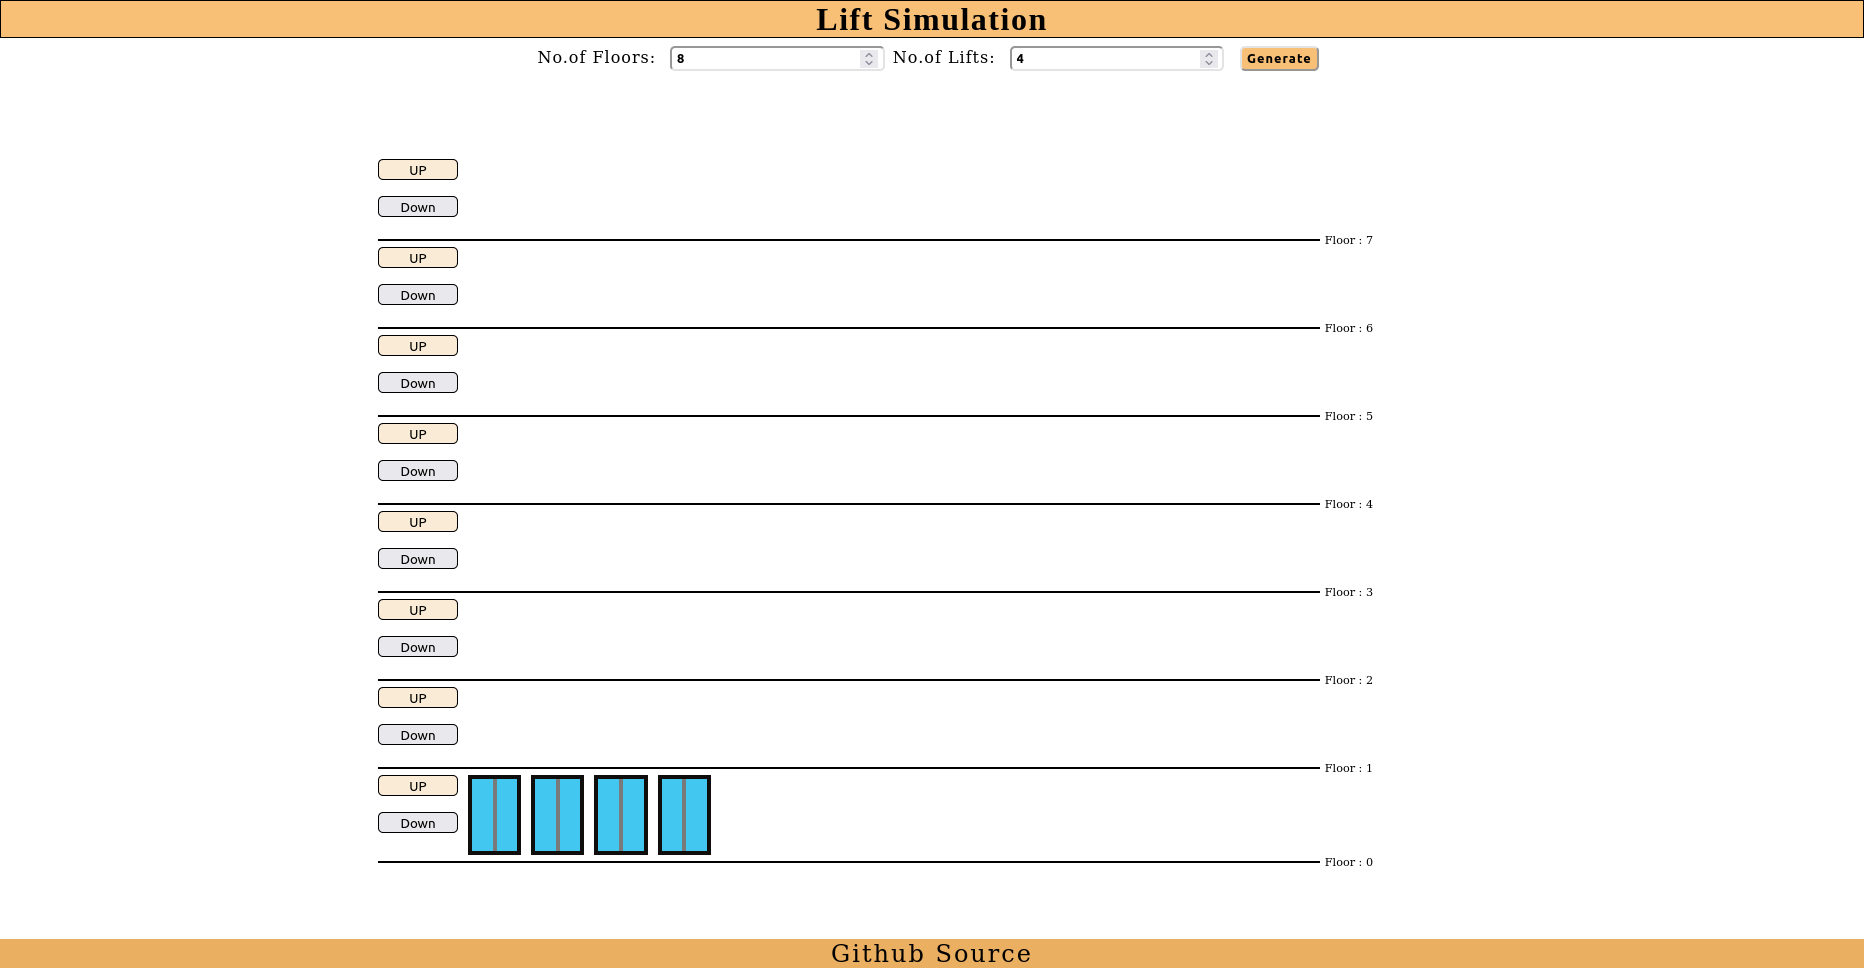 Lift Simulation
No.of Floors: 8 No.of Lifts: 4 Generate
UP
Down
Floor : 7
UP
Down
Floor : 6
UP
Down
Floor : 5
UP
Down
Floor : 4
UP
Down
Floor : 3
UP
Down
Floor : 2
UP
Down
Floor : 1
UP
Down
Floor : 0
Github Source